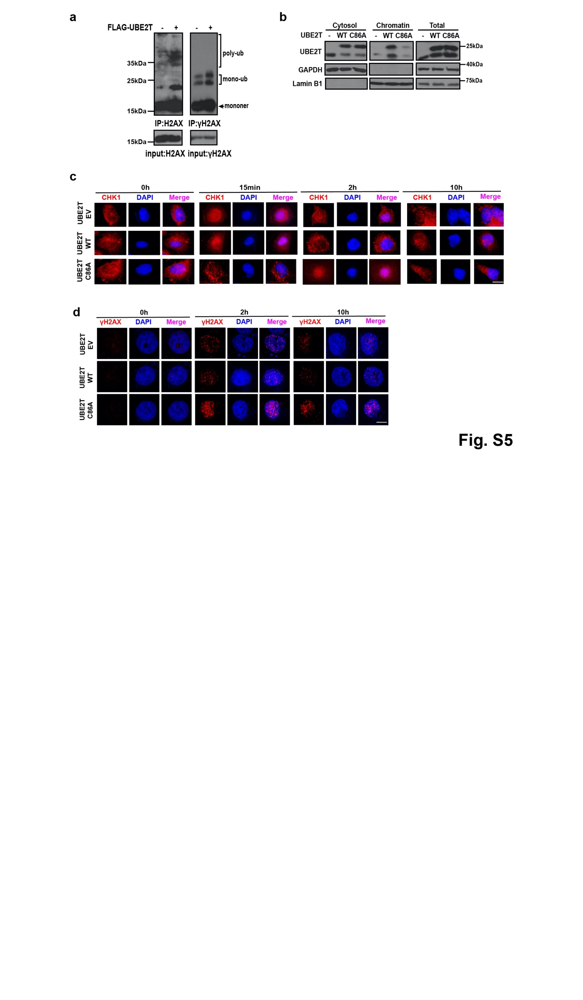 a
FLAG-UBE2T - + - +
poly-ub
35kDa
25kDa
mono-ub
mononer
15kDa
IP:H2AX IP:γH2AX
15kDa
input:H2AX input:γH2AX
b
Cytosol Chromatin Total
UBE2T - WT C86A - WT C86A - WT C86A
25kDa
UBE2T
40kDa
GAPDH
75kDa
Lamin B1
c
0h 15min 2h 10h
CHK1 DAPI Merge CHK1 DAPI Merge CHK1 DAPI Merge CHK1 DAPI Merge
UBE2T
EV
UBE2T
WT
UBE2T
C86A
d
0h 2h 10h
γH2AX DAPI Merge γH2AX DAPI Merge γH2AX DAPI Merge
UBE2T
EV
UBE2T
WT
UBE2T
C86A
Fig. S5